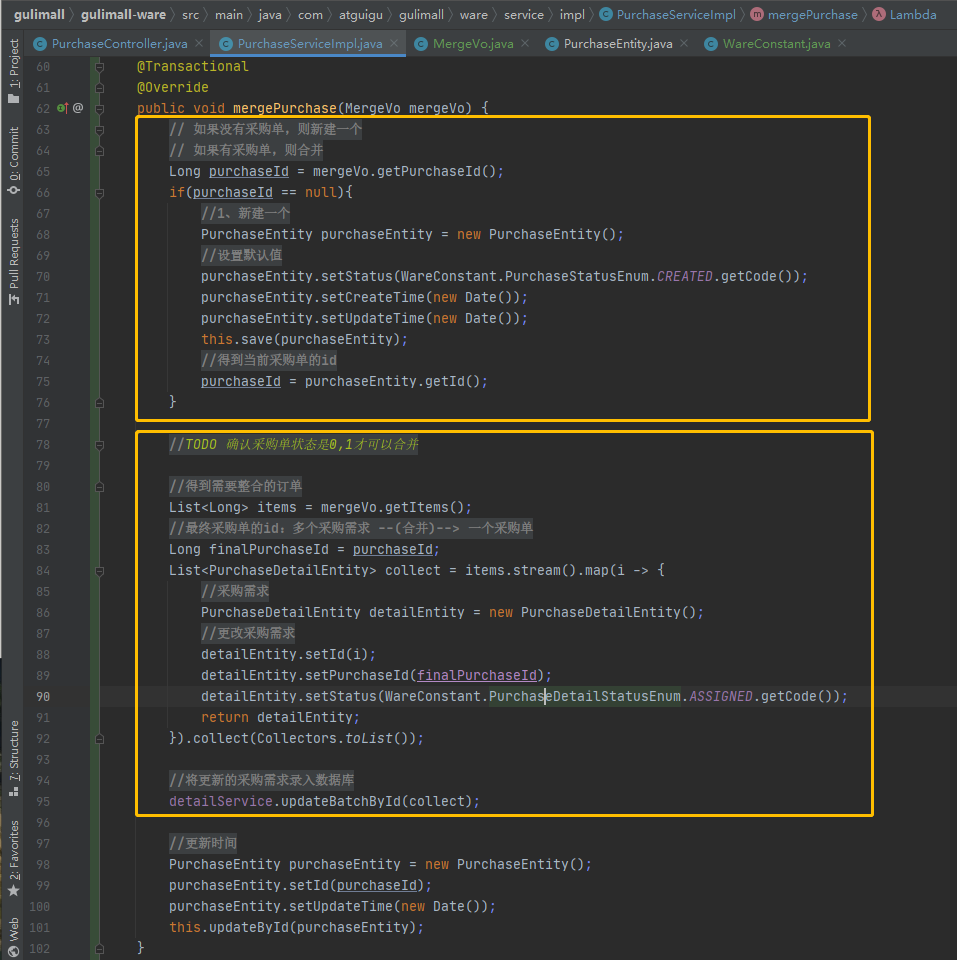 gulimall > gulimall-ware > src > main > java > com > atguigu > gulimall > ware > service > impl > PurchaseServiceImpl > mergePurchase > Lambda
PurchaseController.java × PurchaseServiceImpl.java × MergeVo.java × PurchaseEntity.java × WareConstant.java ×
1: Project
0: Commit
Pull Requests
7: Structure
2: Favorites
Web
60 @Transactional
61 @Override
62 public void mergePurchase(MergeVo mergeVo) {
63 // 如果没有采购单，则新建一个
64 // 如果有采购单，则合并
65 Long purchaseId = mergeVo.getPurchaseId();
66 if(purchaseId == null){
67 //1、新建一个
68 PurchaseEntity purchaseEntity = new PurchaseEntity();
69 //设置默认值
70 purchaseEntity.setStatus(WareConstant.PurchaseStatusEnum.CREATED.getCode());
71 purchaseEntity.setCreateTime(new Date());
72 purchaseEntity.setUpdateTime(new Date());
73 this.save(purchaseEntity);
74 //得到当前采购单的id
75 purchaseId = purchaseEntity.getId();
76 }
77
78 //TODO 确认采购单状态是0,1才可以合并
79
80 //得到需要整合的订单
81 List<Long> items = mergeVo.getItems();
82 //最终采购单的id：多个采购需求 --(合并)--> 一个采购单
83 Long finalPurchaseId = purchaseId;
84 List<PurchaseDetailEntity> collect = items.stream().map(i -> {
85 //采购需求
86 PurchaseDetailEntity detailEntity = new PurchaseDetailEntity();
87 //更改采购需求
88 detailEntity.setId(i);
89 detailEntity.setPurchaseId(finalPurchaseId);
90 detailEntity.setStatus(WareConstant.PurchaseDetailStatusEnum.ASSIGNED.getCode());
91 return detailEntity;
92 }).collect(Collectors.toList());
93
94 //将更新的采购需求录入数据库
95 detailService.updateBatchById(collect);
96
97 //更新时间
98 PurchaseEntity purchaseEntity = new PurchaseEntity();
99 purchaseEntity.setId(purchaseId);
100 purchaseEntity.setUpdateTime(new Date());
101 this.updateById(purchaseEntity);
102 }